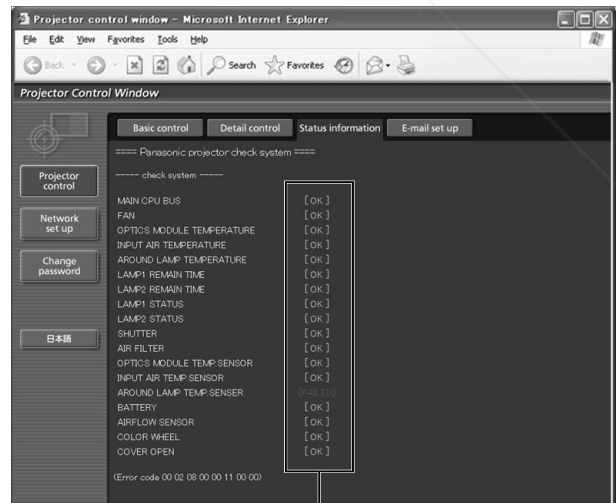 Projector control window - Microsoft Internet Explorer
File Edit View Favorites Tools Help
Back Search Favorites
Projector Control Window
Basic control Detail control Status information E-mail set up
==== Panasonic projector check system ====
Projector control
----- check system -----
Network set up
Change password
日本語
MAIN CPU BUS [ OK ]
FAN [ OK ]
OPTICS MODULE TEMPERATURE [ OK ]
INPUT AIR TEMPERATURE [ OK ]
AROUND LAMP TEMPERATURE [ OK ]
LAMP1 REMAIN TIME [ OK ]
LAMP2 REMAIN TIME [ OK ]
LAMP1 STATUS [ OK ]
LAMP2 STATUS [ OK ]
SHUTTER [ OK ]
AIR FILTER [ OK ]
OPTICS MODULE TEMP.SENSOR [ OK ]
INPUT AIR TEMP.SENSOR [ OK ]
AROUND LAMP TEMP.SENSER [FAILED]
BATTERY [ OK ]
AIRFLOW SENSOR [ OK ]
COLOR WHEEL [ OK ]
COVER OPEN [ OK ]
(Error code 00 02 08 00 00 11 00 00)